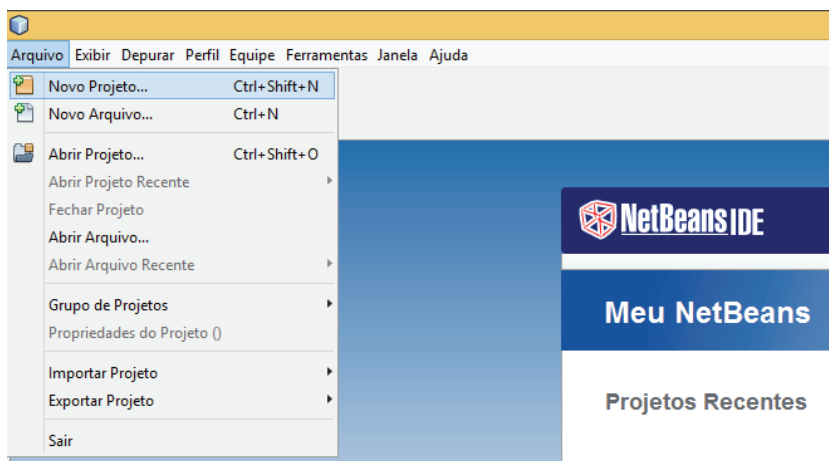 Arquivo Exibir Depurar Perfil Equipe Ferramentas Janela Ajuda
Novo Projeto... Ctrl+Shift+N
Novo Arquivo... Ctrl+N
Abrir Projeto... Ctrl+Shift+O
Abrir Projeto Recente
Fechar Projeto
Abrir Arquivo...
Abrir Arquivo Recente
Grupo de Projetos
Propriedades do Projeto ()
Importar Projeto
Exportar Projeto
Sair
NetBeans IDE
Meu NetBeans
Projetos Recentes